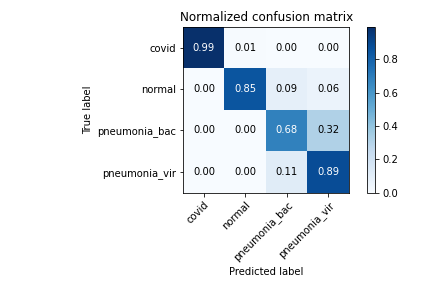 Normalized confusion matrix
covid 0.99 0.01 0.00 0.00
normal 0.00 0.85 0.09 0.06
pneumonia_bac 0.00 0.00 0.68 0.32
pneumonia_vir 0.00 0.00 0.11 0.89
True label
covid normal pneumonia_bac pneumonia_vir
Predicted label
0.8
0.6
0.4
0.2
0.0